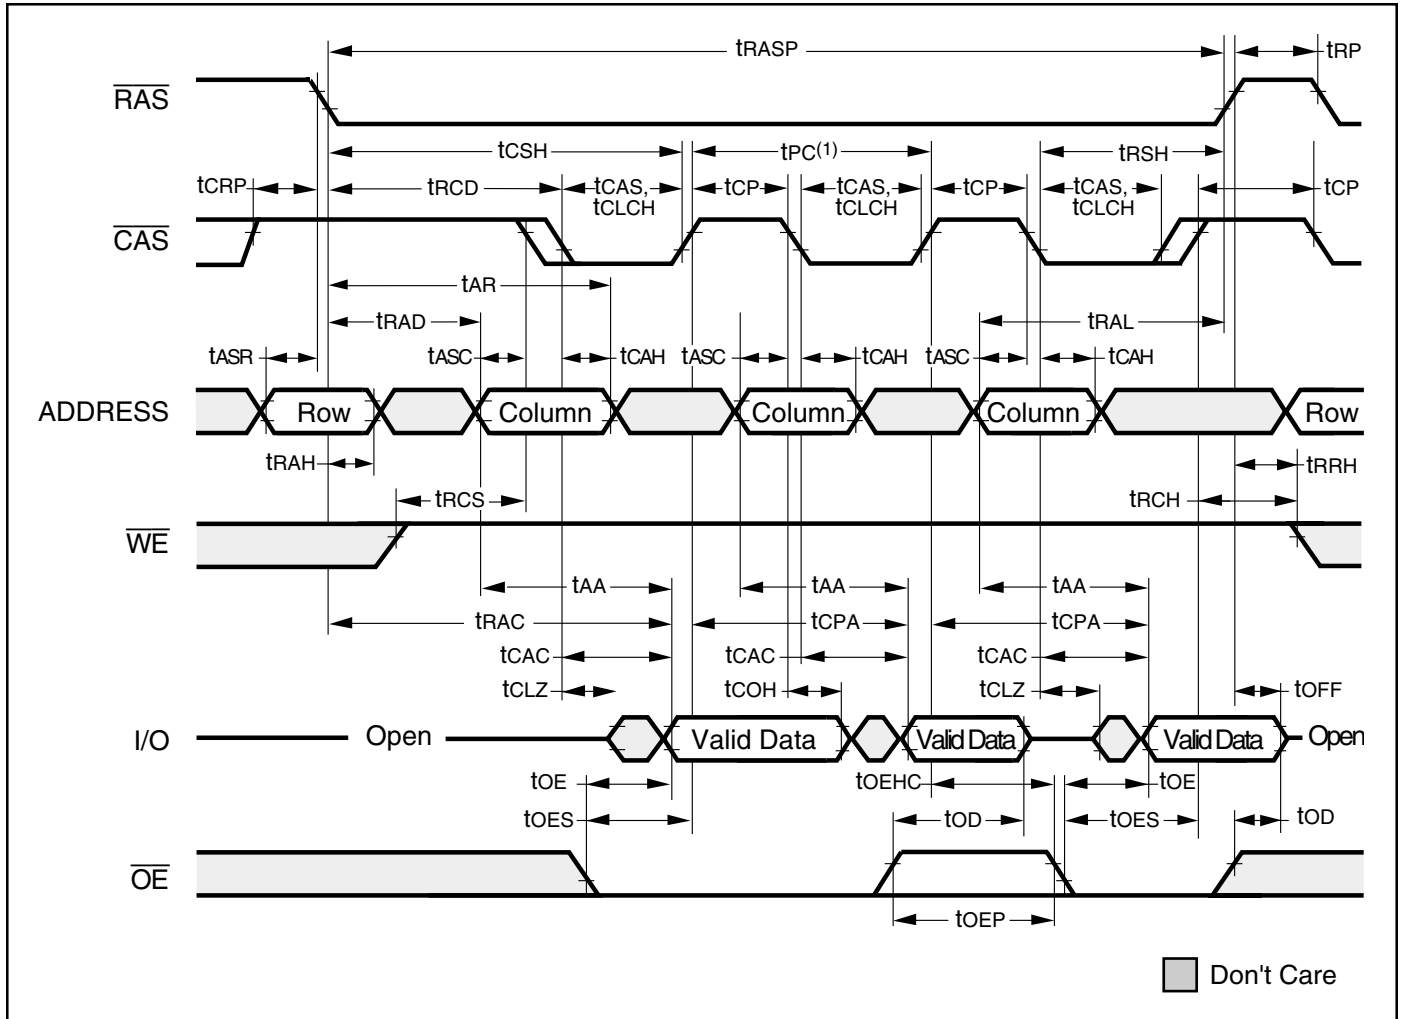 tRASP tRP
RAS
tCSH tPC(1) tRSH
tCRP tRCD tCAS, tCP tCAS, tCP tCAS, tCP
tCLCH tCLCH tCLCH
CAS
tAR
tRAD tRAL
tASR tASC tCAH tASC tCAH tASC tCAH
ADDRESS Row Column Column Column Row
tRAH tRRH
tRCS tRCH
WE
tAA tAA tAA
tRAC tCPA tCPA
tCAC tCAC tCAC
tCLZ tCOH tCLZ tOFF
I/O Open Valid Data Valid Data Valid Data Open
tOE tOEHC tOE
tOES tOD tOES tOD
OE
tOEP
Don't Care